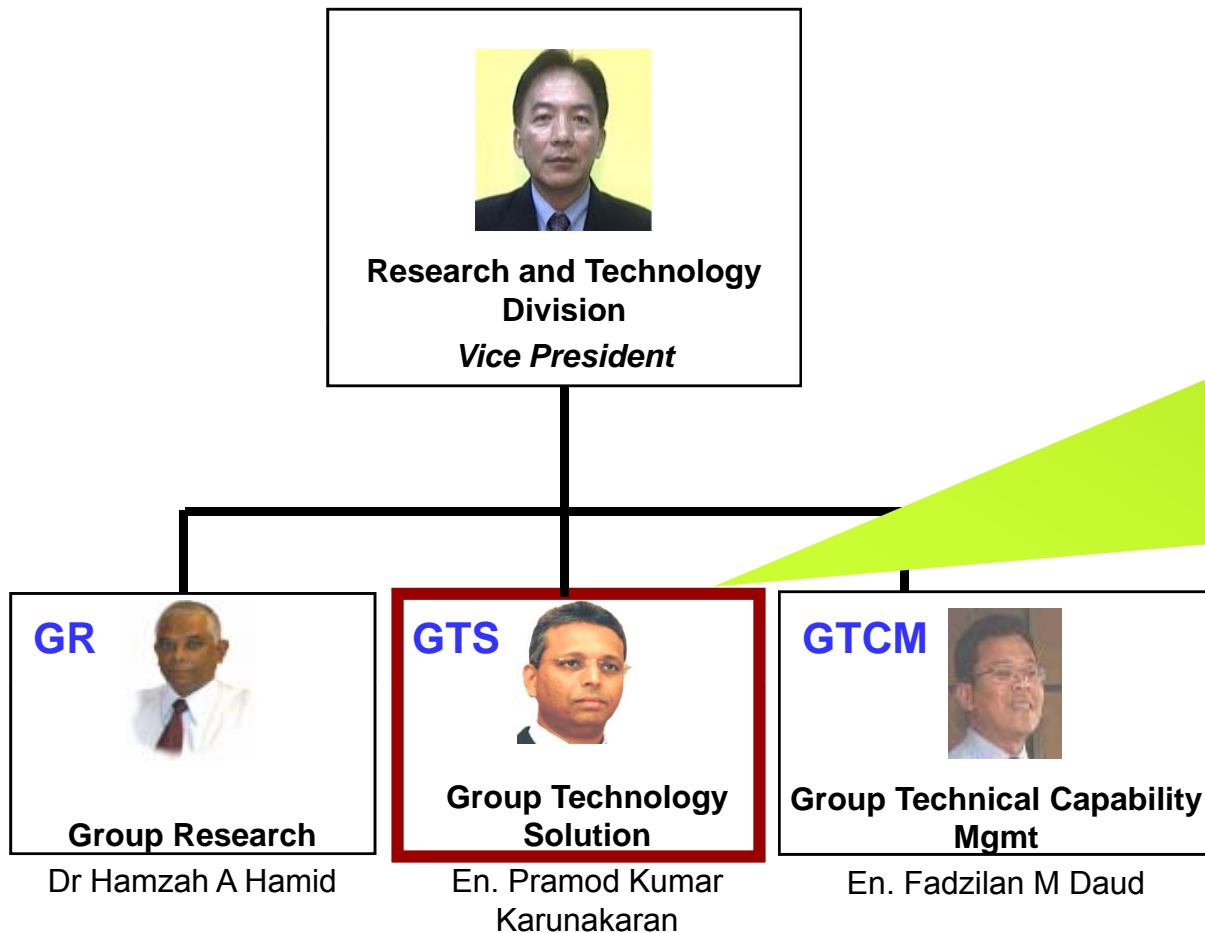 Research and Technology
Division
Vice President
GR
Group Research
Dr Hamzah A Hamid
GTS
Group Technology
Solution
En. Pramod Kumar
Karunakaran
GTCM
Group Technical Capability
Mgmt
En. Fadzilan M Daud